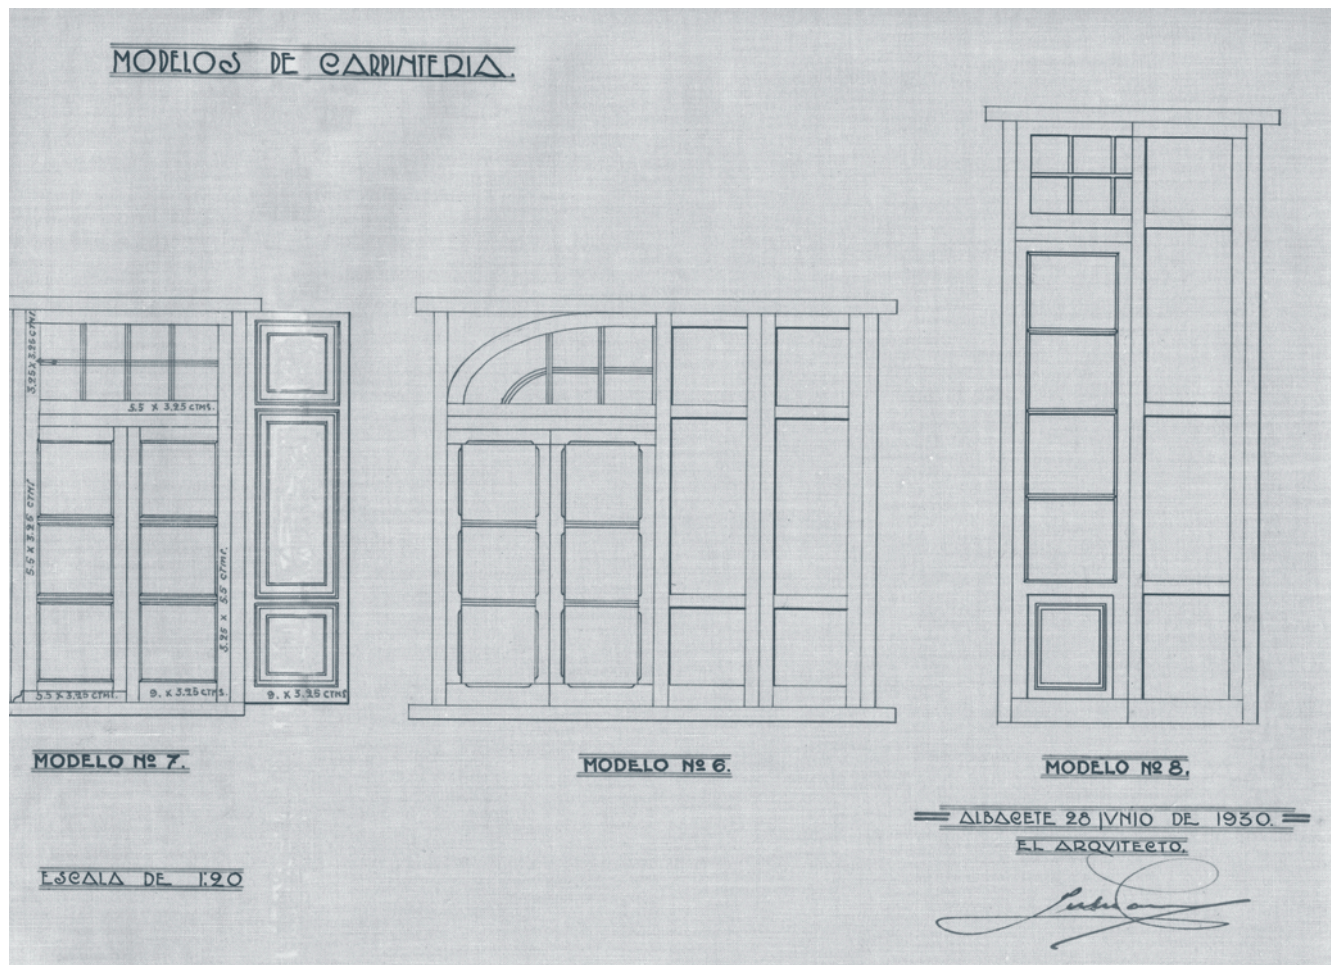 MODELOS DE CARPINTERIA.
3.25 X 3.25 CTMS.
5.5 X 3.25 CTMS.
5.5 X 3.25 CTMS
3.25 X 5.5 CTMS.
5.5 X 3.25 CTMS.
9. X 3.25 CTMS.
9. X 3.25 CTMS
MODELO Nº 7.
MODELO Nº 6.
MODELO Nº 8.
ALBACETE 28 JVNIO DE 1930.
EL ARQVITECTO.
ESCALA DE 1:20